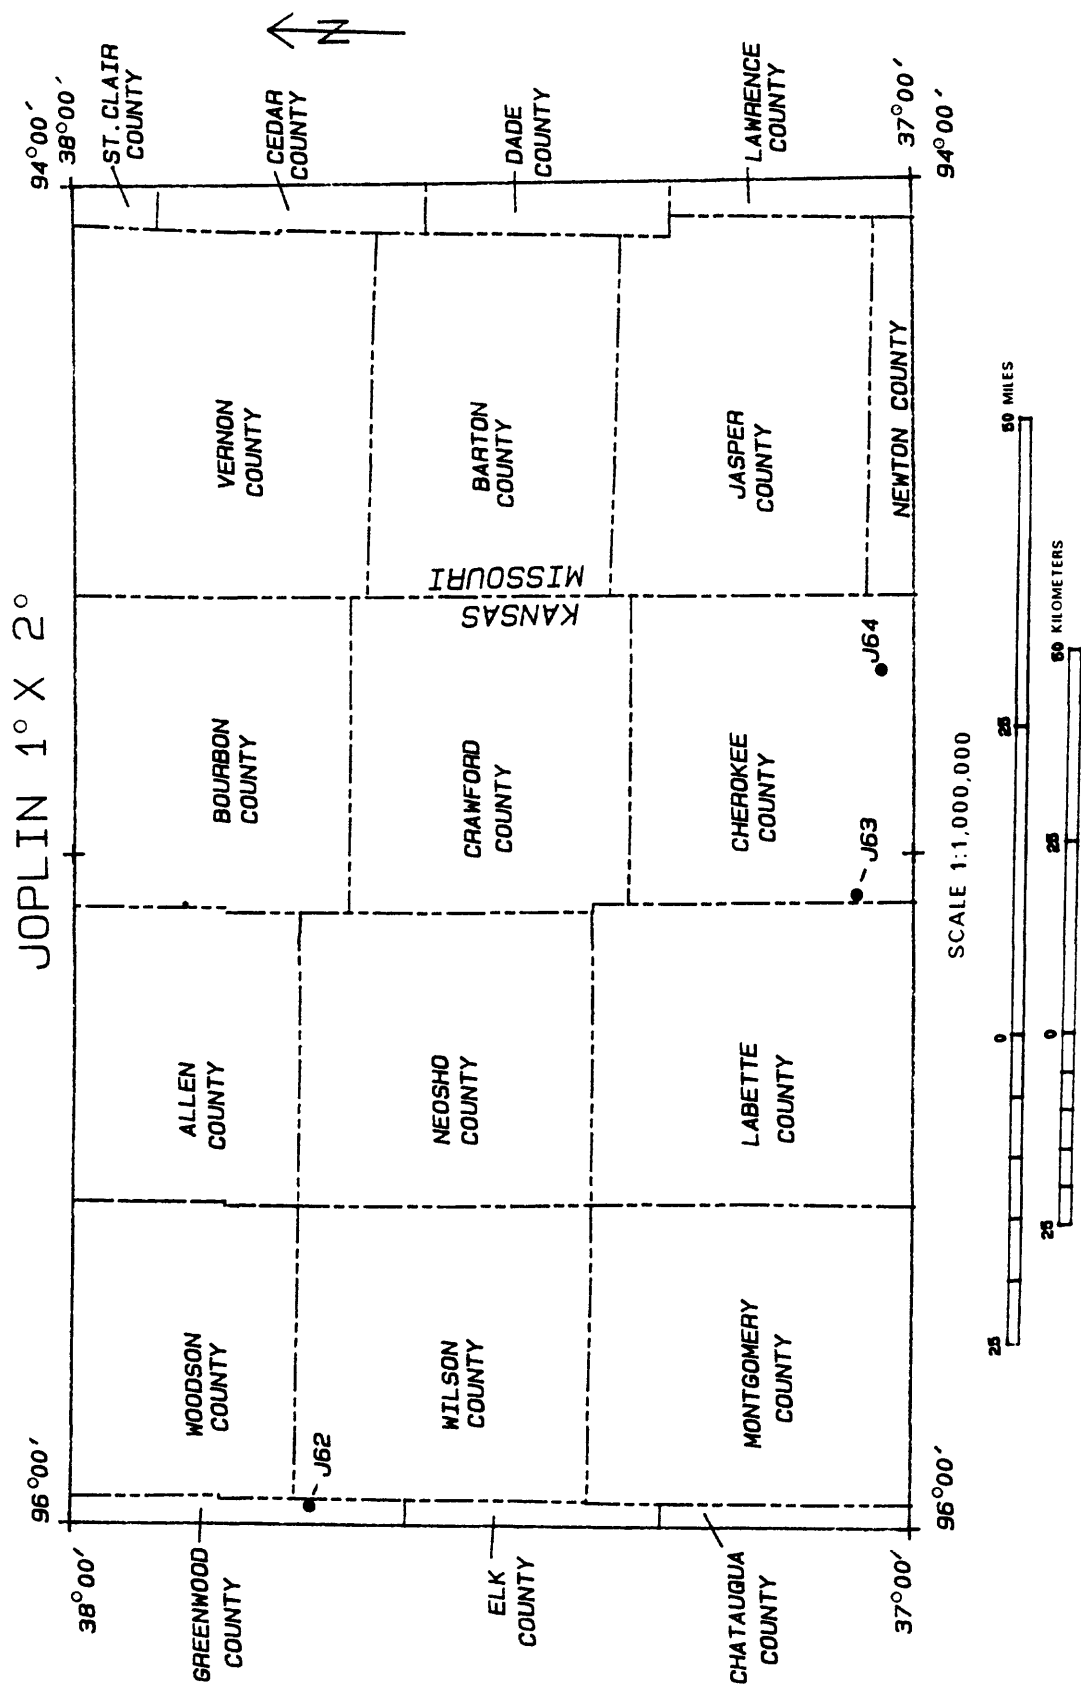 JOPLIN 1° X 2°
96°00′
94°00′
38°00′
38°00′
GREENWOOD
COUNTY
WOODSON
COUNTY
ALLEN
COUNTY
BOURBON
COUNTY
VERNON
COUNTY
ST. CLAIR
COUNTY
CEDAR
COUNTY
N
J62
ELK
COUNTY
WILSON
COUNTY
NEOSHO
COUNTY
CRAWFORD
COUNTY
KANSAS
MISSOURI
BARTON
COUNTY
DADE
COUNTY
CHATAUQUA
COUNTY
MONTGOMERY
COUNTY
LABETTE
COUNTY
CHEROKEE
COUNTY
JASPER
COUNTY
LAWRENCE
COUNTY
J63
J64
NEWTON COUNTY
37°00′
37°00′
96°00′
94°00′
SCALE 1:1,000,000
25 0 25 50 MILES
25 0 25 50 KILOMETERS